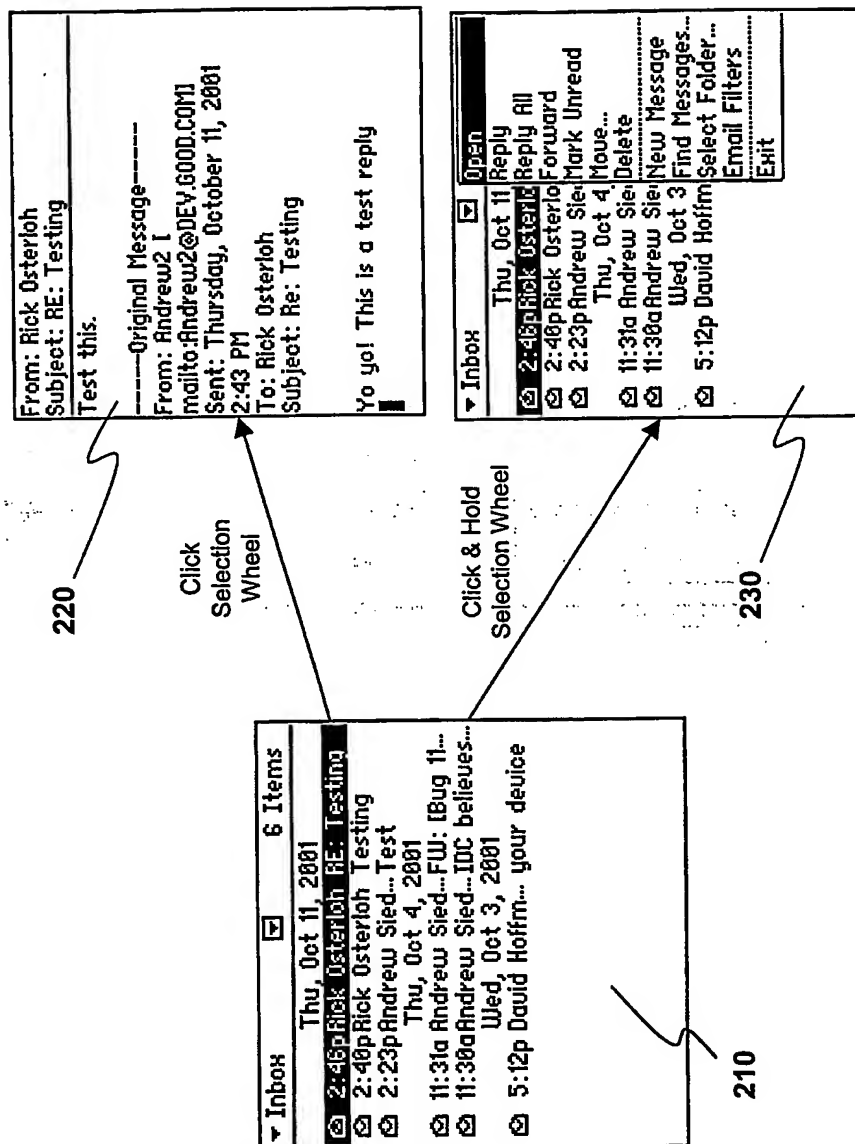 ▾ Inbox 6 Items
Thu, Oct 11, 2001
2:46p Rick Osterloh RE: Testing
2:40p Rick Osterloh Testing
2:23p Andrew Sied...Test
Thu, Oct 4, 2001
11:31a Andrew Sied...FW: [Bug 11...
11:30a Andrew Sied...IDC believes...
Wed, Oct 3, 2001
5:12p David Hoffm... your device
210
Click
Selection
Wheel
Click & Hold
Selection Wheel
220
From: Rick Osterloh
Subject: RE: Testing
Test this.
-----Original Message-----
From: Andrew2 [
mailto:Andrew2@DEV.GOOD.COM]
Sent: Thursday, October 11, 2001
2:43 PM
To: Rick Osterloh
Subject: Re: Testing
Yo yo! This is a test reply
230
▾ Inbox
Thu, Oct 11
2:46p Rick Osterlo
2:40p Rick Osterlo
2:23p Andrew Sie
Thu, Oct 4,
11:31a Andrew Sie
11:30a Andrew Sie
Wed, Oct 3
5:12p David Hoffm
Open
Reply
Reply All
Forward
Mark Unread
Move...
Delete
New Message
Find Messages...
Select Folder...
Email Filters
Exit